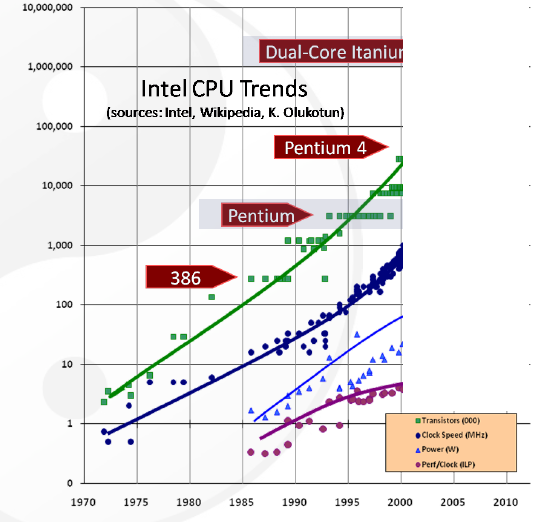 10,000,000
Dual-Core Itaniur
1,000,000
Intel CPU Trends
(sources: Intel, Wikipedia, K. Olukotun)
100,000
Pentium 4
10,000
Pentium
1,000
386
100
10
1
0
Transistors (000)
Clock Speed (MHz)
Power (W)
Perf/Clock (ILP)
1970 1975 1980 1985 1990 1995 2000 2005 2010